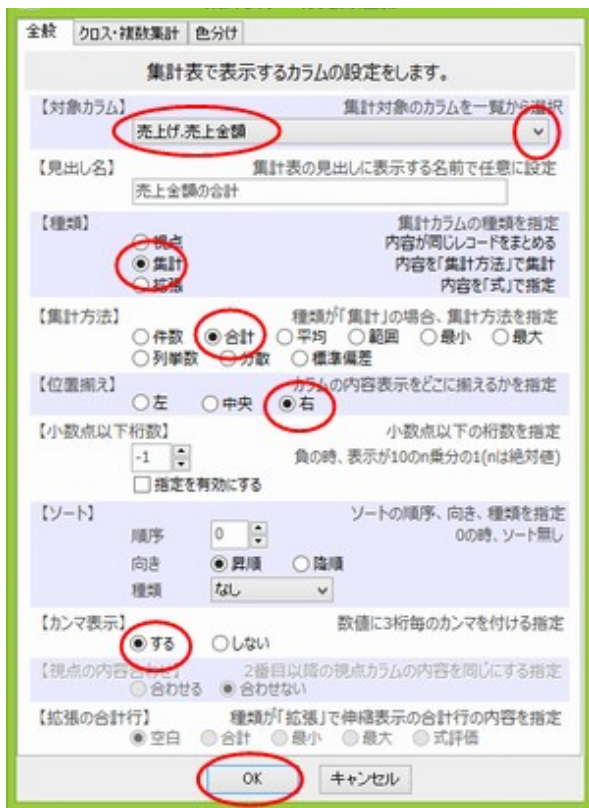 全般 クロス・複数集計 色分け
集計表で表示するカラムの設定をします。
【対象カラム】 集計対象のカラムを一覧から選択
売上げ.売上金額
【見出し名】 集計表の見出しに表示する名前で任意に設定
売上金額の合計
【種類】 集計カラムの種類を指定
視点 内容が同じレコードをまとめる
集計 内容を「集計方法」で集計
拡張 内容を「式」で指定
【集計方法】 種類が「集計」の場合、集計方法を指定
件数 合計 平均 範囲 最小 最大
列挙数 分散 標準偏差
【位置揃え】 カラムの内容表示をどこに揃えるかを指定
左 中央 右
【小数点以下桁数】 小数点以下の桁数を指定
-1 負の時、表示が10のn乗分の1(nは絶対値)
指定を有効にする
【ソート】 ソートの順序、向き、種類を指定
順序 0 0の時、ソート無し
向き 昇順 降順
種類 なし
【カンマ表示】 数値に3桁毎のカンマを付ける指定
する しない
【視点の内容合わせ】 2番目以降の視点カラムの内容を同じにする指定
合わせる 合わせない
【拡張の合計行】 種類が「拡張」で伸縮表示の合計行の内容を指定
空白 合計 最小 最大 式評価
OK キャンセル